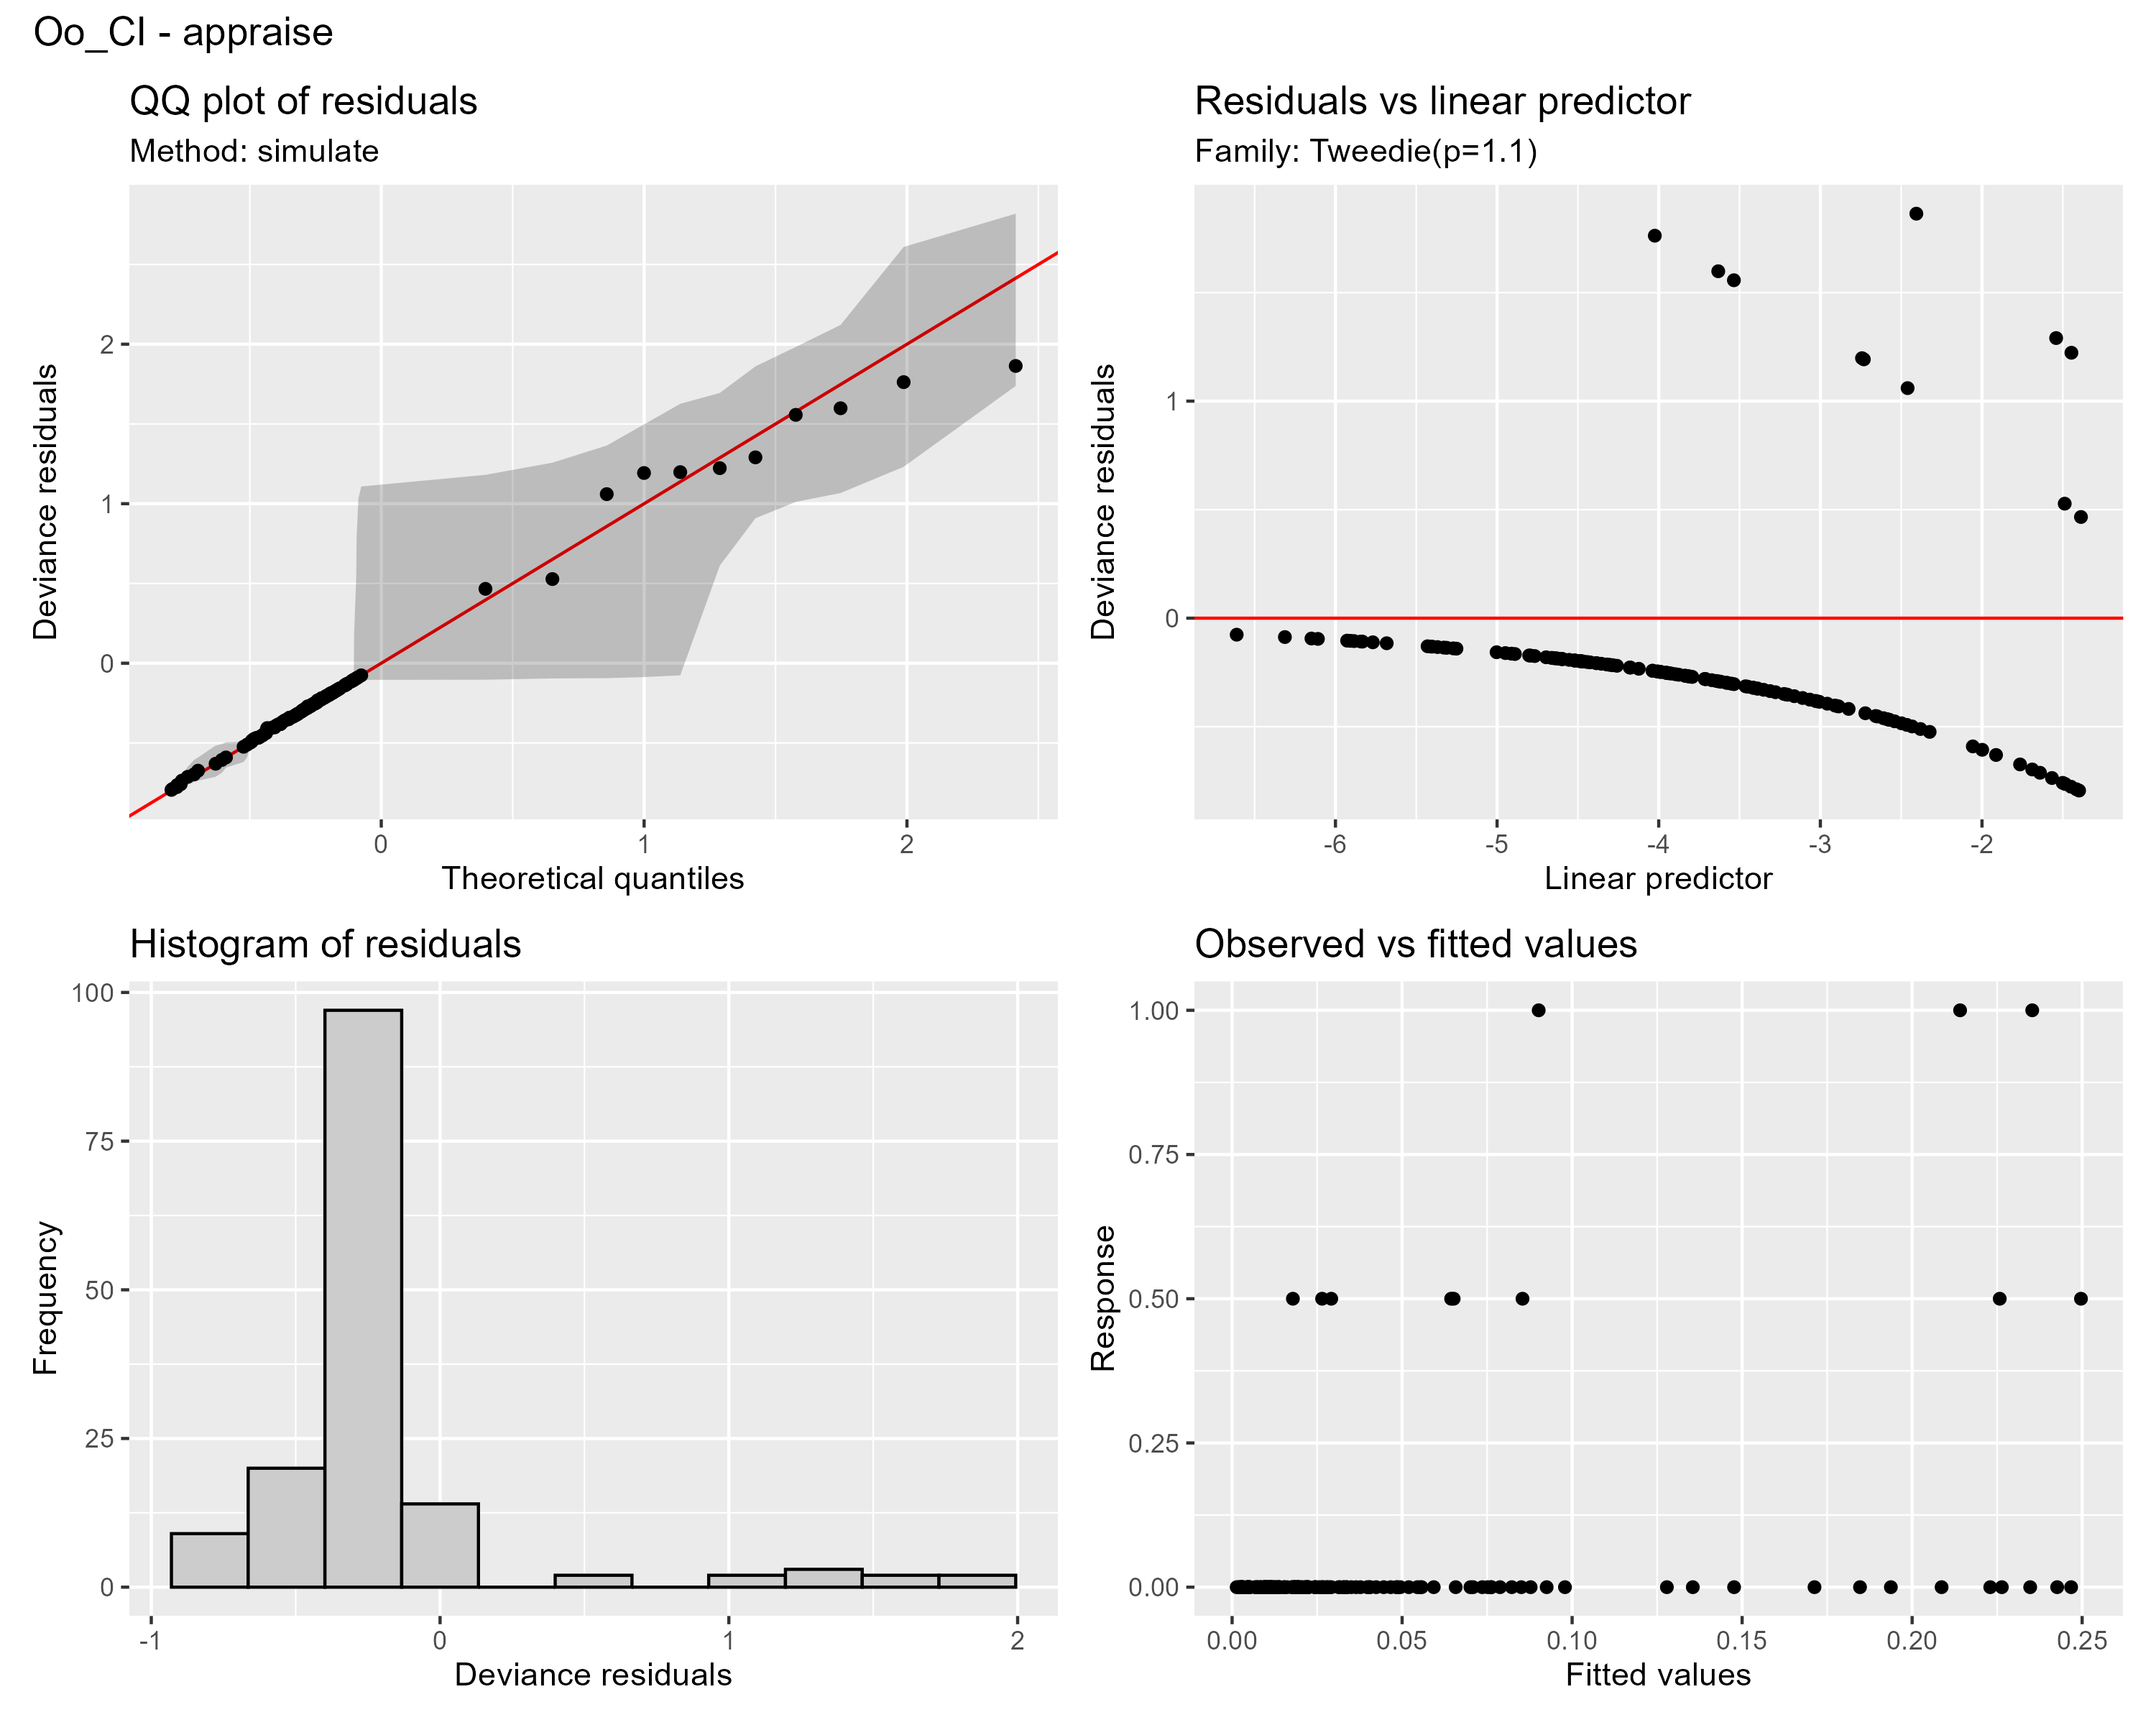 Oo_CI - appraise
QQ plot of residuals
Method: simulate
Deviance residuals
2
1
0
0
1
2
Theoretical quantiles
Residuals vs linear predictor
Family: Tweedie(p=1.1)
Deviance residuals
1
0
-6
-5
-4
-3
-2
Linear predictor
Histogram of residuals
Frequency
100
75
50
25
0
-1
0
1
2
Deviance residuals
Observed vs fitted values
Response
1.00
0.75
0.50
0.25
0.00
0.00
0.05
0.10
0.15
0.20
0.25
Fitted values